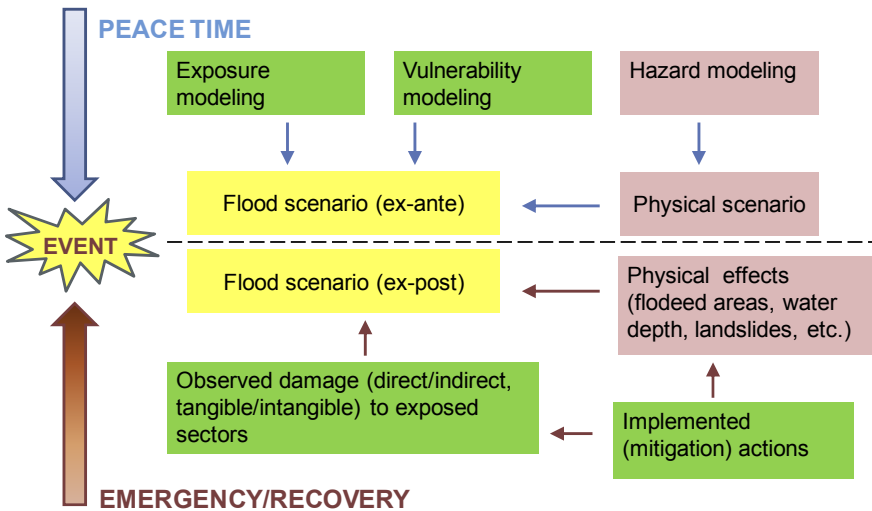 PEACE TIME
Exposure
modeling
Vulnerability
modeling
Hazard modeling
Flood scenario (ex-ante)
Physical scenario
EVENT
Flood scenario (ex-post)
Physical effects
(flodeed areas, water
depth, landslides, etc.)
Observed damage (direct/indirect,
tangible/intangible) to exposed
sectors
Implemented
(mitigation) actions
EMERGENCY/RECOVERY